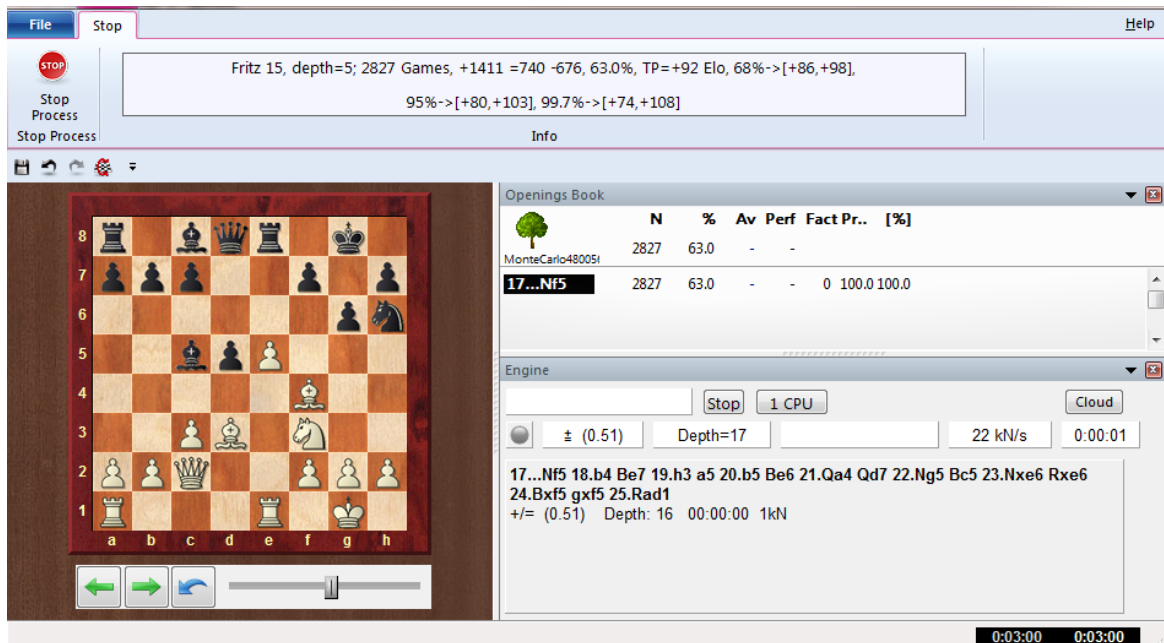 File
Stop
Help
STOP
Stop
Process
Stop Process
Fritz 15, depth=5; 2827 Games, +1411 =740 -676, 63.0%, TP=+92 Elo, 68%->[+86,+98],
95%->[+80,+103], 99.7%->[+74,+108]
Info
8
7
6
5
4
3
2
1
a b c d e f g h
Openings Book
N % Av Perf Fact Pr.. [%]
2827 63.0 - -
17...Nf5 2827 63.0 - - 0 100.0 100.0
Engine
Stop 1 CPU Cloud
± (0.51) Depth=17 22 kN/s 0:00:01
17...Nf5 18.b4 Be7 19.h3 a5 20.b5 Be6 21.Qa4 Qd7 22.Ng5 Bc5 23.Nxe6 Rxe6
24.Bxf5 gxf5 25.Rad1
+/= (0.51) Depth: 16 00:00:00 1kN
0:03:00 0:03:00